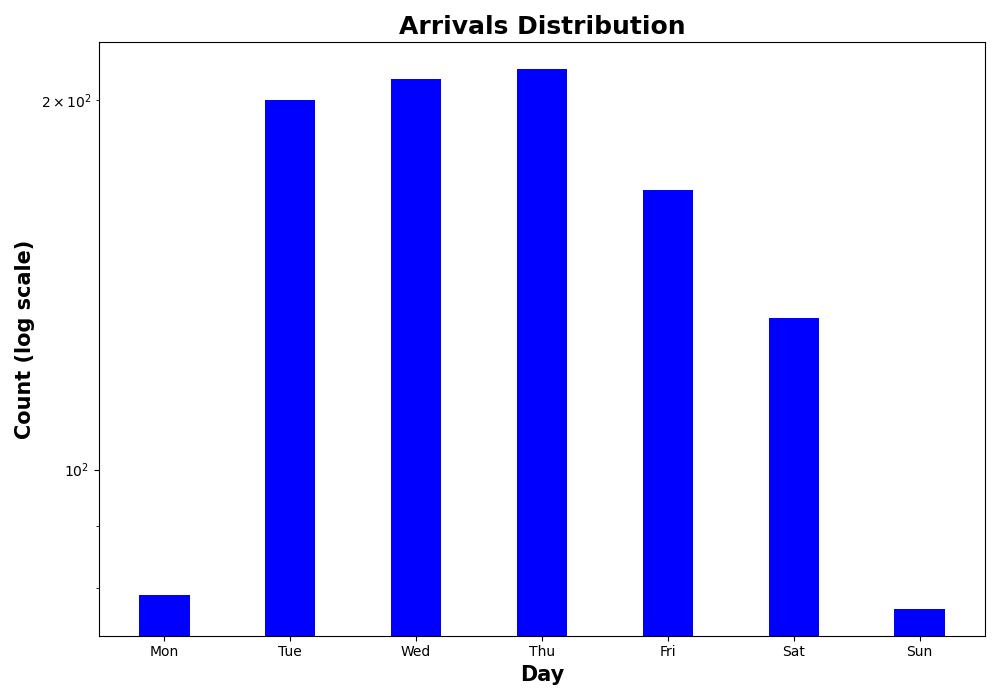 Arrivals Distribution
Count (log scale)
2 × 10²
10²
Mon Tue Wed Thu Fri Sat Sun
Day